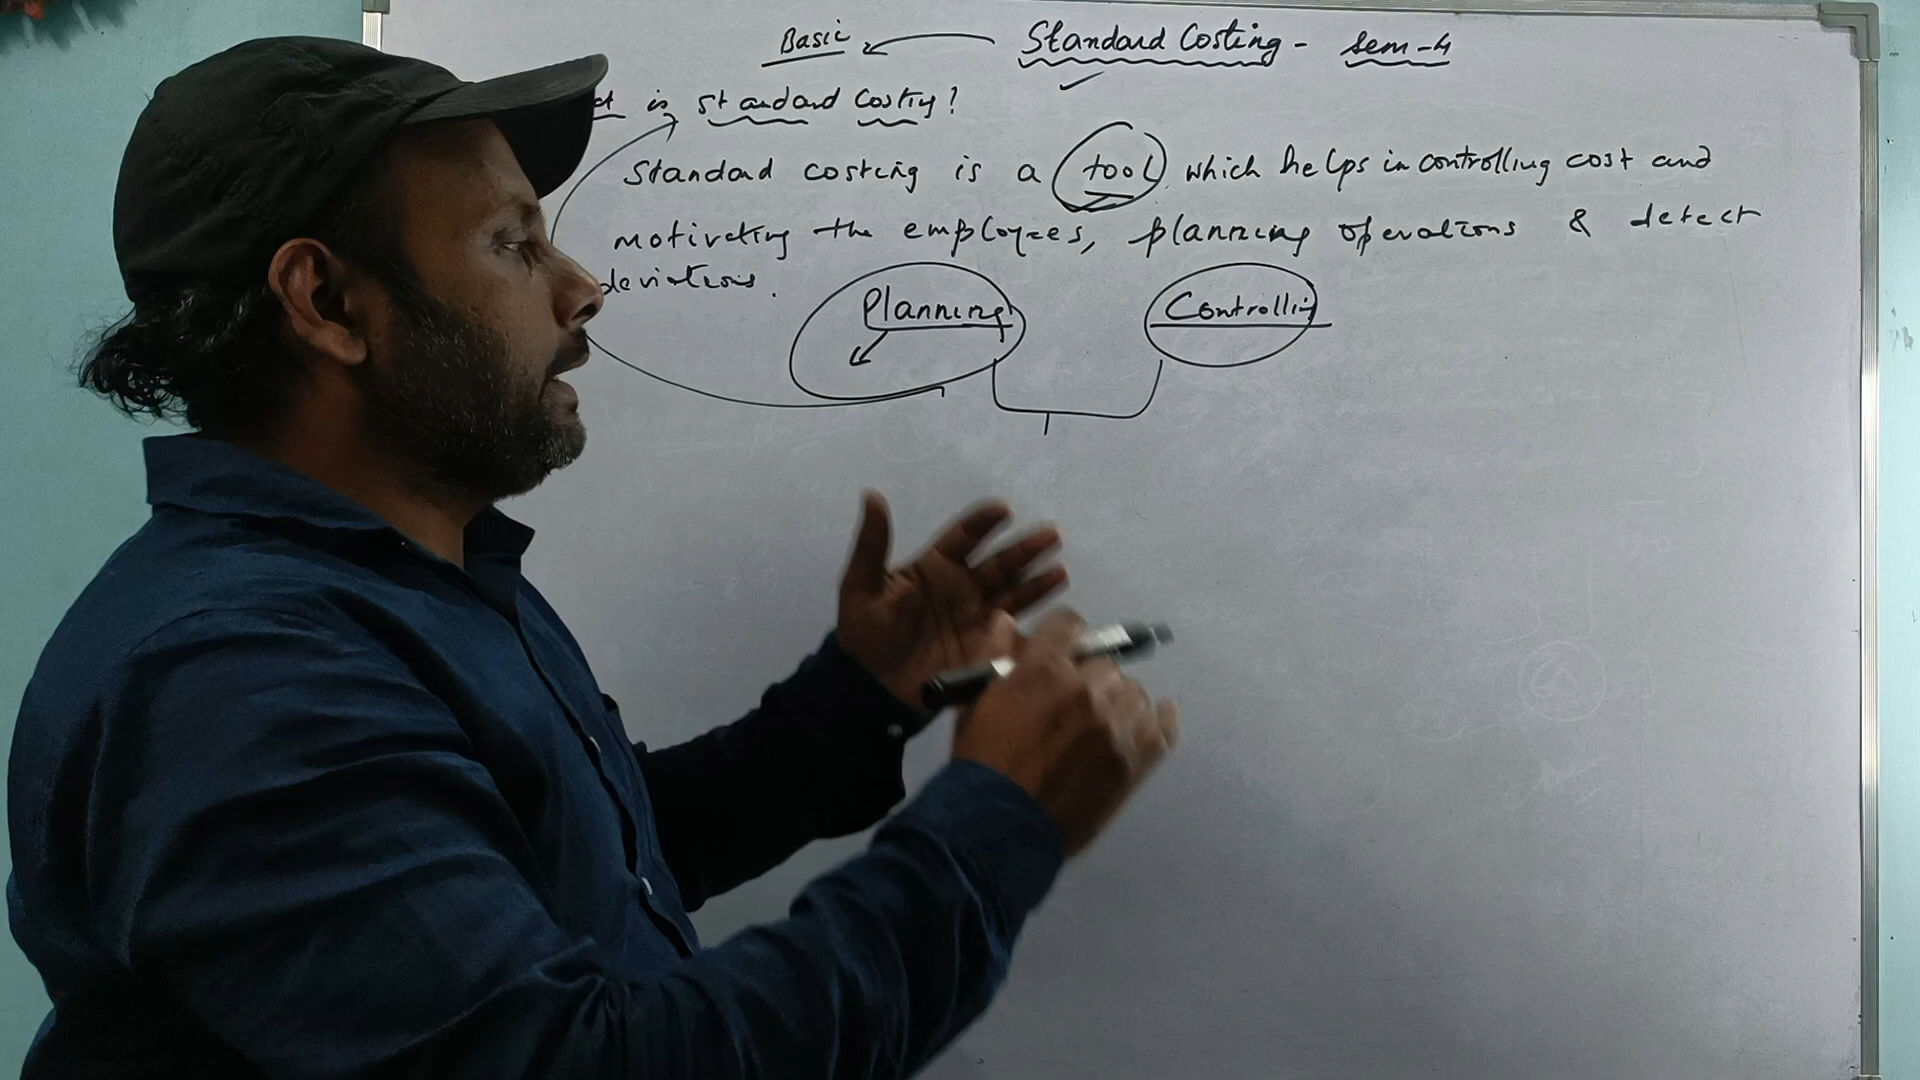 Basic Standard Costing - Sem-4
is standard Costing?
Standard costing is a tool which helps in controlling cost and
motivating the employees, planning operations & detect
deviations.
Planning Controlling